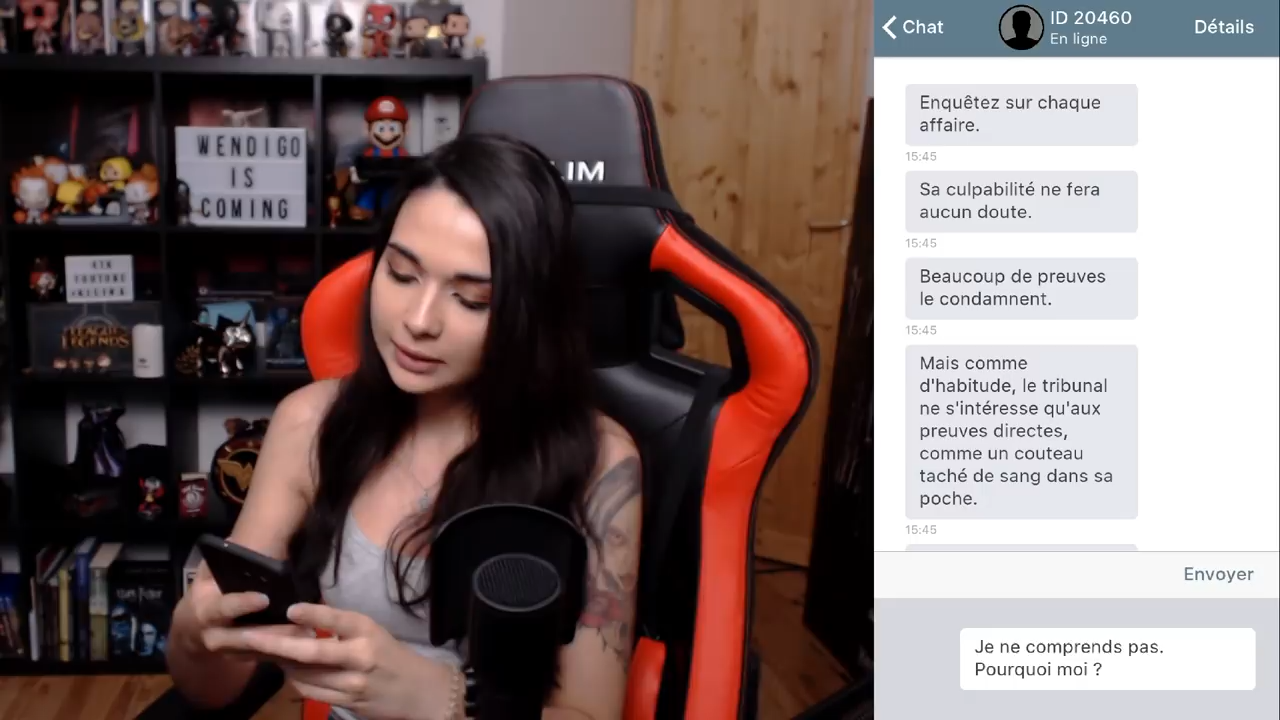 WENDIGO
IS
COMING
LEAGUE
LEGENDS
Chat
ID 20460
En ligne
Détails
Enquêtez sur chaque
affaire.
15:45
Sa culpabilité ne fera
aucun doute.
15:45
Beaucoup de preuves
le condamnent.
15:45
Mais comme
d'habitude, le tribunal
ne s'intéresse qu'aux
preuves directes,
comme un couteau
taché de sang dans sa
poche.
15:45
Envoyer
Je ne comprends pas.
Pourquoi moi ?